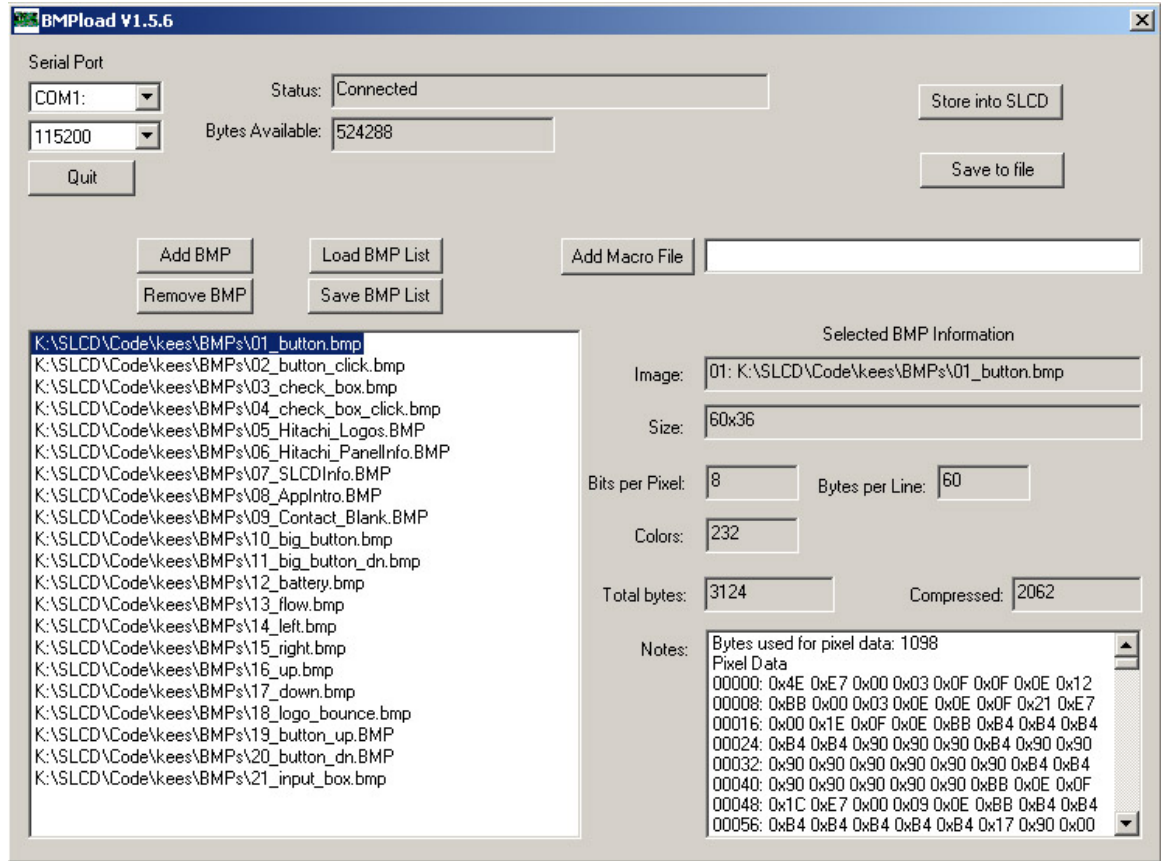 BMPload V1.5.6
Serial Port
COM1:
Status: Connected
Store into SLCD
115200
Bytes Available: 524288
Quit
Save to file
Add BMP
Load BMP List
Add Macro File
Remove BMP
Save BMP List
K:\SLCD\Code\kees\BMPs\01_button.bmp
K:\SLCD\Code\kees\BMPs\02_button_click.bmp
K:\SLCD\Code\kees\BMPs\03_check_box.bmp
K:\SLCD\Code\kees\BMPs\04_check_box_click.bmp
K:\SLCD\Code\kees\BMPs\05_Hitachi_Logos.BMP
K:\SLCD\Code\kees\BMPs\06_Hitachi_PanelInfo.BMP
K:\SLCD\Code\kees\BMPs\07_SLCDInfo.BMP
K:\SLCD\Code\kees\BMPs\08_AppIntro.BMP
K:\SLCD\Code\kees\BMPs\09_Contact_Blank.BMP
K:\SLCD\Code\kees\BMPs\10_big_button.bmp
K:\SLCD\Code\kees\BMPs\11_big_button_dn.bmp
K:\SLCD\Code\kees\BMPs\12_battery.bmp
K:\SLCD\Code\kees\BMPs\13_flow.bmp
K:\SLCD\Code\kees\BMPs\14_left.bmp
K:\SLCD\Code\kees\BMPs\15_right.bmp
K:\SLCD\Code\kees\BMPs\16_up.bmp
K:\SLCD\Code\kees\BMPs\17_down.bmp
K:\SLCD\Code\kees\BMPs\18_logo_bounce.bmp
K:\SLCD\Code\kees\BMPs\19_button_up.BMP
K:\SLCD\Code\kees\BMPs\20_button_dn.BMP
K:\SLCD\Code\kees\BMPs\21_input_box.bmp
Selected BMP Information
Image: 01: K:\SLCD\Code\kees\BMPs\01_button.bmp
Size: 60x36
Bits per Pixel: 8
Bytes per Line: 60
Colors: 232
Total bytes: 3124
Compressed: 2062
Notes: Bytes used for pixel data: 1098
Pixel Data
00000: 0x4E 0xE7 0x00 0x03 0x0F 0x0F 0x0E 0x12
00008: 0xBB 0x00 0x03 0x0E 0x0E 0x0F 0x21 0xE7
00016: 0x00 0x1E 0x0F 0x0E 0xBB 0xB4 0xB4 0xB4
00024: 0xB4 0xB4 0x90 0x90 0x90 0xB4 0x90 0x90
00032: 0x90 0x90 0x90 0x90 0x90 0x90 0xB4 0xB4
00040: 0x90 0x90 0x90 0x90 0x90 0xBB 0x0E 0x0F
00048: 0x1C 0xE7 0x00 0x09 0x0E 0xBB 0xB4 0xB4
00056: 0xB4 0xB4 0xB4 0xB4 0xB4 0x17 0x90 0x00